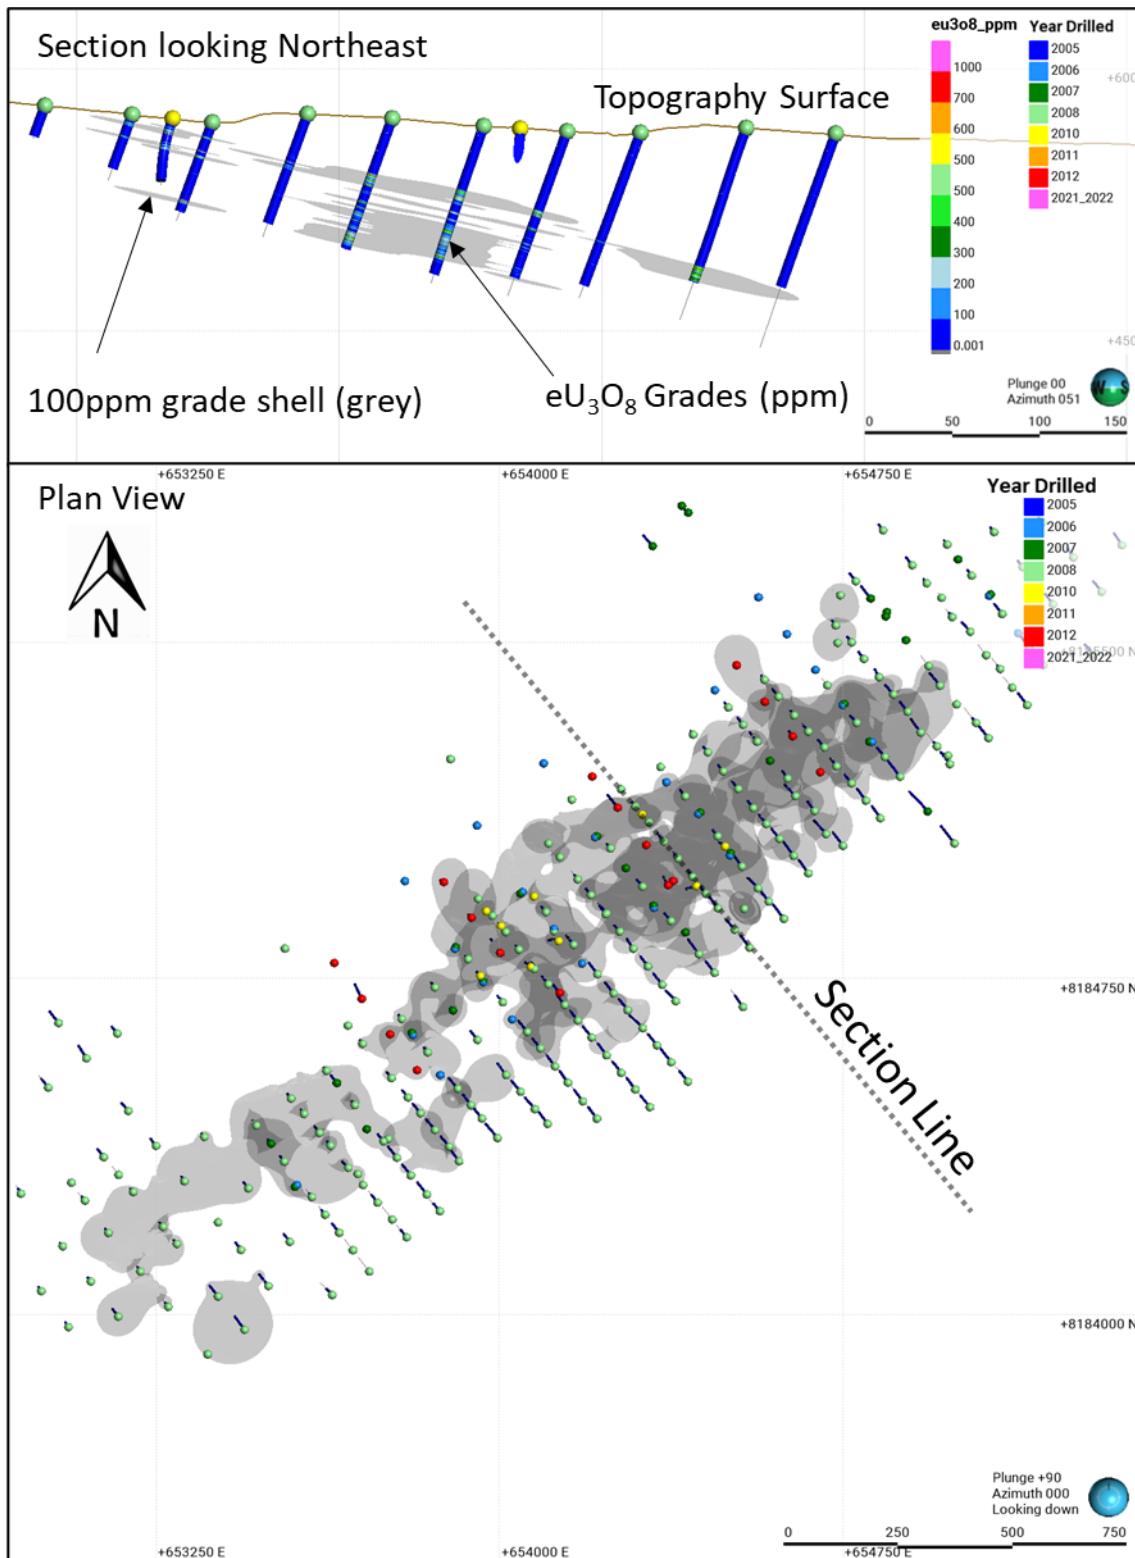 Section looking Northeast
Topography Surface
eu3o8_ppm
1000
700
600
500
500
400
300
200
100
0.001
Year Drilled
2005
2006
2007
2008
2010
2011
2012
2021_2022
+600
+450
100ppm grade shell (grey)
eU₃O₈ Grades (ppm)
Plunge 00
Azimuth 051
W S
0 50 100 150
+653250 E +654000 E +654750 E
Plan View
N
Year Drilled
2005
2006
2007
2008
2010
2011
2012
2021_2022
+8184750 N
Section Line
+8184000 N
Plunge +90
Azimuth 000
Looking down
0 250 500 750
+653250 E +654000 E +654750 E